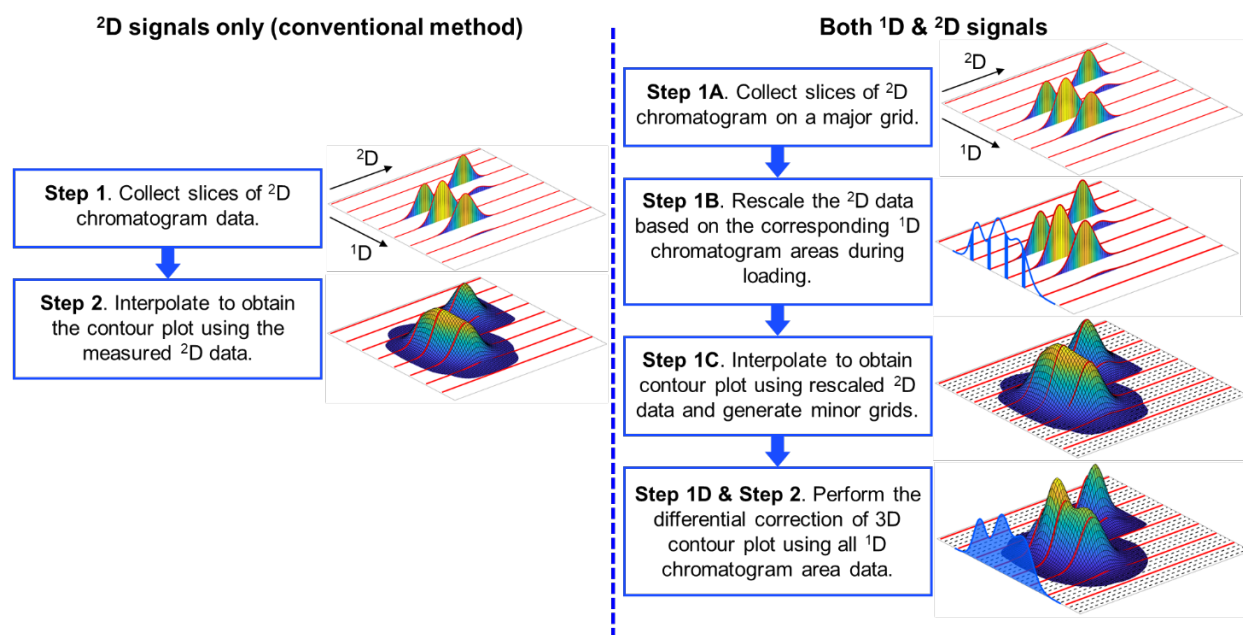 ²D signals only (conventional method)
Step 1. Collect slices of ²D
chromatogram data.
²D
¹D
Step 2. Interpolate to obtain
the contour plot using the
measured ²D data.
Both ¹D & ²D signals
Step 1A. Collect slices of ²D
chromatogram on a major grid.
²D
¹D
Step 1B. Rescale the ²D data
based on the corresponding ¹D
chromatogram areas during
loading.
Step 1C. Interpolate to obtain
contour plot using rescaled ²D
data and generate minor grids.
Step 1D & Step 2. Perform the
differential correction of 3D
contour plot using all ¹D
chromatogram area data.